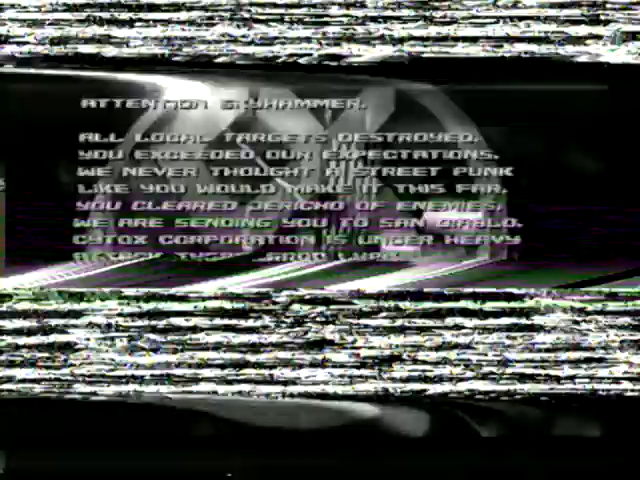 ATTENTION SKYHAMMER.
ALL LOCAL TARGETS DESTROYED.
YOU EXCEEDED OUR EXPECTATIONS.
WE NEVER THOUGHT A STREET PUNK
LIKE YOU WOULD MAKE IT THIS FAR.
YOU CLEARED JERICHO OF ENEMIES.
WE ARE SENDING YOU TO SAN DIABLO.
CYTOX CORPORATION IS UNDER HEAVY